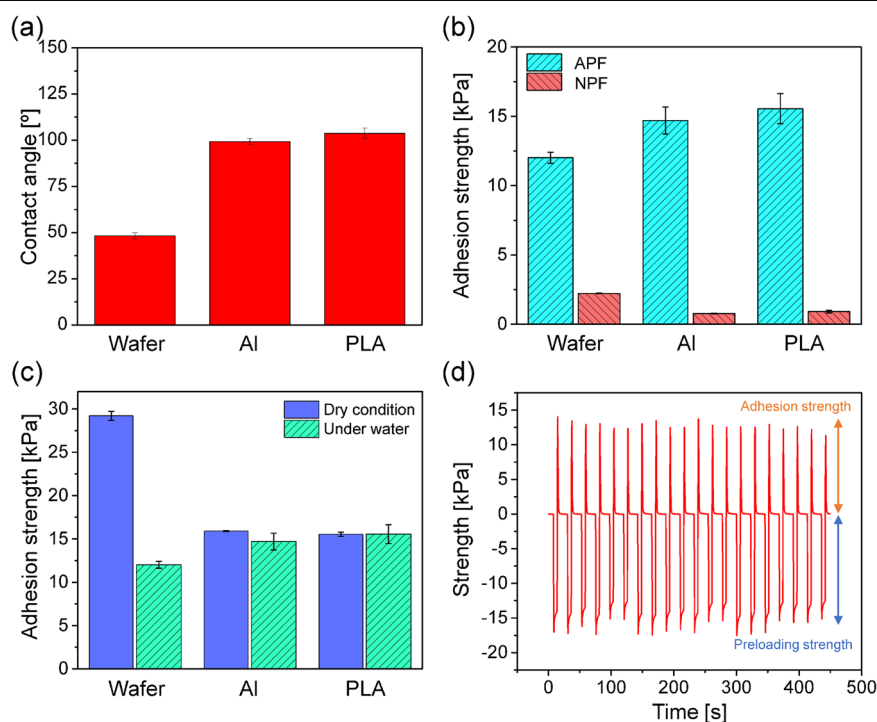 (a)
150
125
100
75
50
25
0
Contact angle [º]
Wafer
Al
PLA
(b)
20
15
10
5
0
Adhesion strength [kPa]
APF
NPF
Wafer
Al
PLA
(c)
30
25
20
15
10
5
0
Adhesion strength [kPa]
Dry condition
Under water
Wafer
Al
PLA
(d)
15
10
5
0
-5
-10
-15
-20
Strength [kPa]
Adhesion strength
Preloading strength
0
100
200
300
400
500
Time [s]